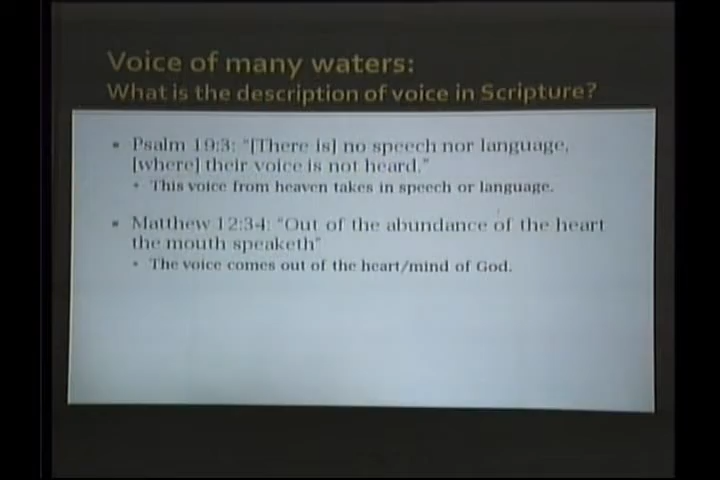 Voice of many waters:
What is the description of voice in Scripture?
• Psalm 19:3: "[There is] no speech nor language,
[where] their voice is not heard."
• This voice from heaven takes in speech or language.
• Matthew 12:34: "Out of the abundance of the heart
the mouth speaketh"
• The voice comes out of the heart/mind of God.